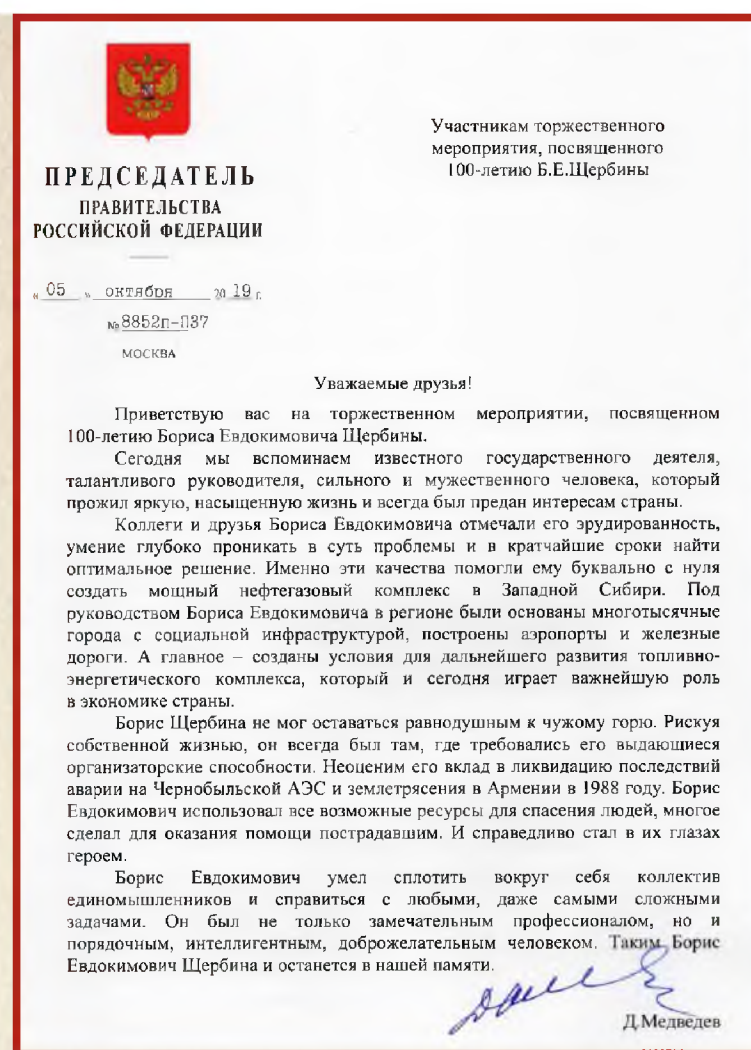 Участникам торжественного
мероприятия, посвященного
100-летию Б.Е.Щербины
ПРЕДСЕДАТЕЛЬ
ПРАВИТЕЛЬСТВА
РОССИЙСКОЙ ФЕДЕРАЦИИ
« 05 » октября 20 19 г.
№ 8852п-П37
МОСКВА
Уважаемые друзья!
Приветствую вас на торжественном мероприятии, посвященном
100-летию Бориса Евдокимовича Щербины.
Сегодня мы вспоминаем известного государственного деятеля,
талантливого руководителя, сильного и мужественного человека, который
прожил яркую, насыщенную жизнь и всегда был предан интересам страны.
Коллеги и друзья Бориса Евдокимовича отмечали его эрудированность,
умение глубоко проникать в суть проблемы и в кратчайшие сроки найти
оптимальное решение. Именно эти качества помогли ему буквально с нуля
создать мощный нефтегазовый комплекс в Западной Сибири. Под
руководством Бориса Евдокимовича в регионе были основаны многотысячные
города с социальной инфраструктурой, построены аэропорты и железные
дороги. А главное – созданы условия для дальнейшего развития топливно-
энергетического комплекса, который и сегодня играет важнейшую роль
в экономике страны.
Борис Щербина не мог оставаться равнодушным к чужому горю. Рискуя
собственной жизнью, он всегда был там, где требовались его выдающиеся
организаторские способности. Неоценим его вклад в ликвидацию последствий
аварии на Чернобыльской АЭС и землетрясения в Армении в 1988 году. Борис
Евдокимович использовал все возможные ресурсы для спасения людей, многое
сделал для оказания помощи пострадавшим. И справедливо стал в их глазах
героем.
Борис Евдокимович умел сплотить вокруг себя коллектив
единомышленников и справиться с любыми, даже самыми сложными
задачами. Он был не только замечательным профессионалом, но и
порядочным, интеллигентным, доброжелательным человеком. Таким Борис
Евдокимович Щербина и останется в нашей памяти.
Д.Медведев